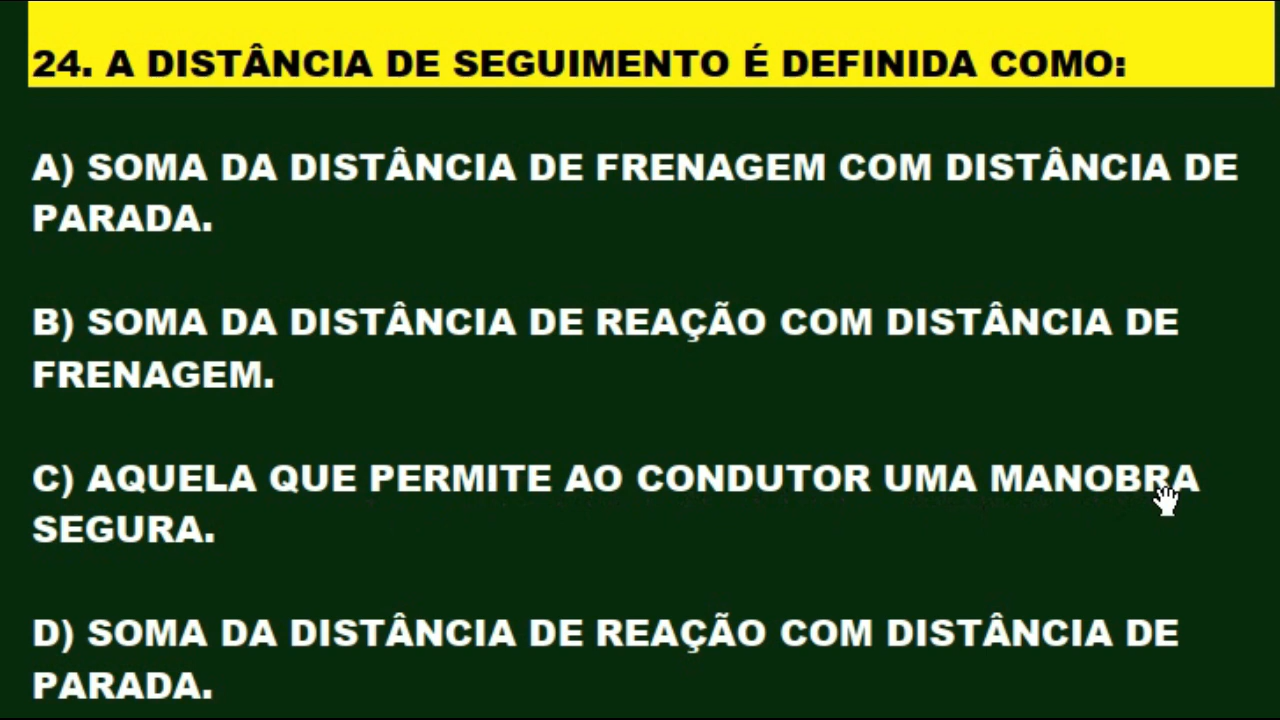 24. A DISTÂNCIA DE SEGUIMENTO É DEFINIDA COMO:
A) SOMA DA DISTÂNCIA DE FRENAGEM COM DISTÂNCIA DE
PARADA.
B) SOMA DA DISTÂNCIA DE REAÇÃO COM DISTÂNCIA DE
FRENAGEM.
C) AQUELA QUE PERMITE AO CONDUTOR UMA MANOBRA
SEGURA.
D) SOMA DA DISTÂNCIA DE REAÇÃO COM DISTÂNCIA DE
PARADA.